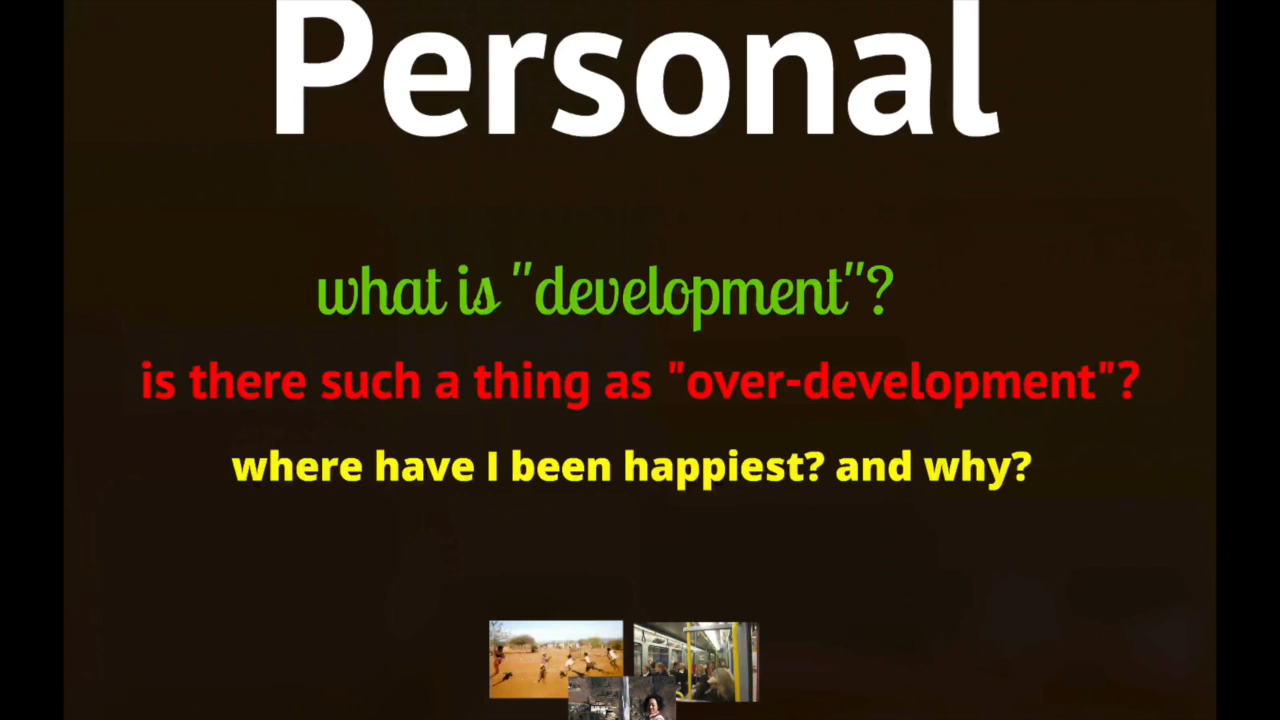 Personal
what is "development"?
is there such a thing as "over-development"?
where have I been happiest? and why?